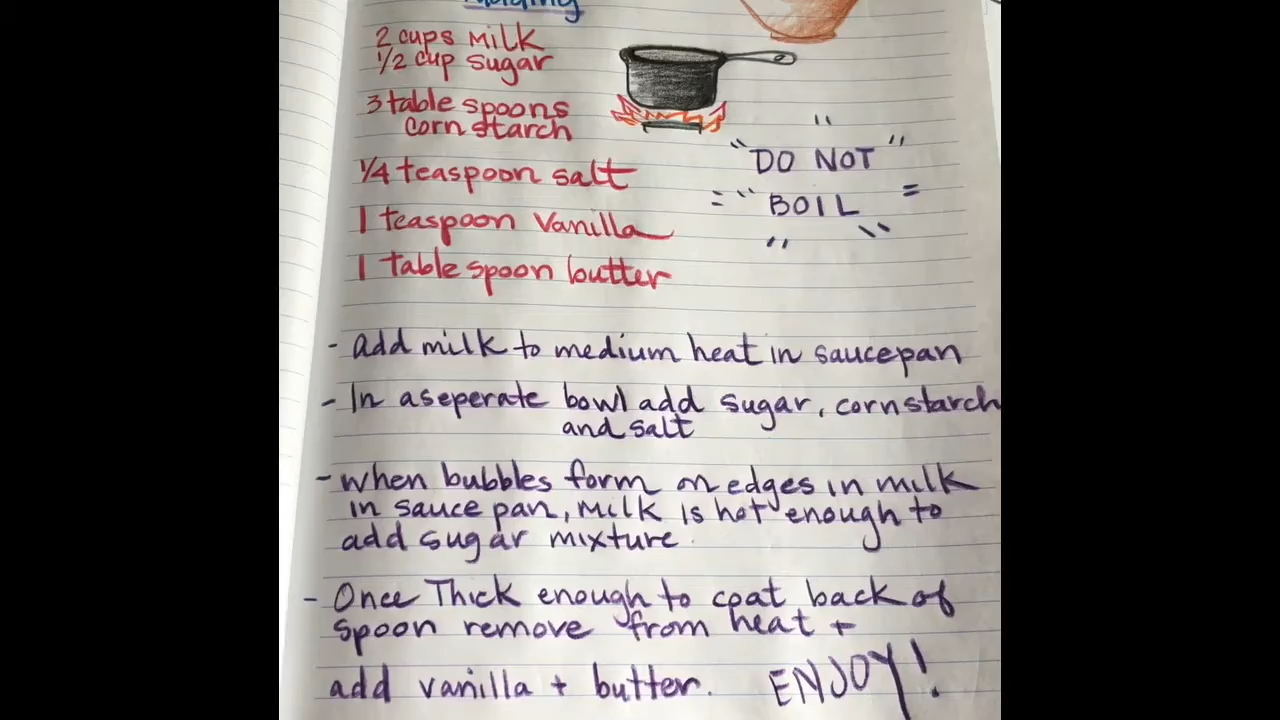 2 cups milk
1/2 cup sugar
3 table spoons
corn starch
1/4 teaspoon salt
1 teaspoon Vanilla
1 table spoon butter
"DO NOT"
"BOIL
- add milk to medium heat in saucepan
- In a seperate bowl add sugar, cornstarch
and salt
- when bubbles form on edges in milk
in sauce pan, milk is hot enough to
add sugar mixture.
- Once Thick enough to coat back of
spoon remove from heat +
add vanilla + butter. ENJOY!